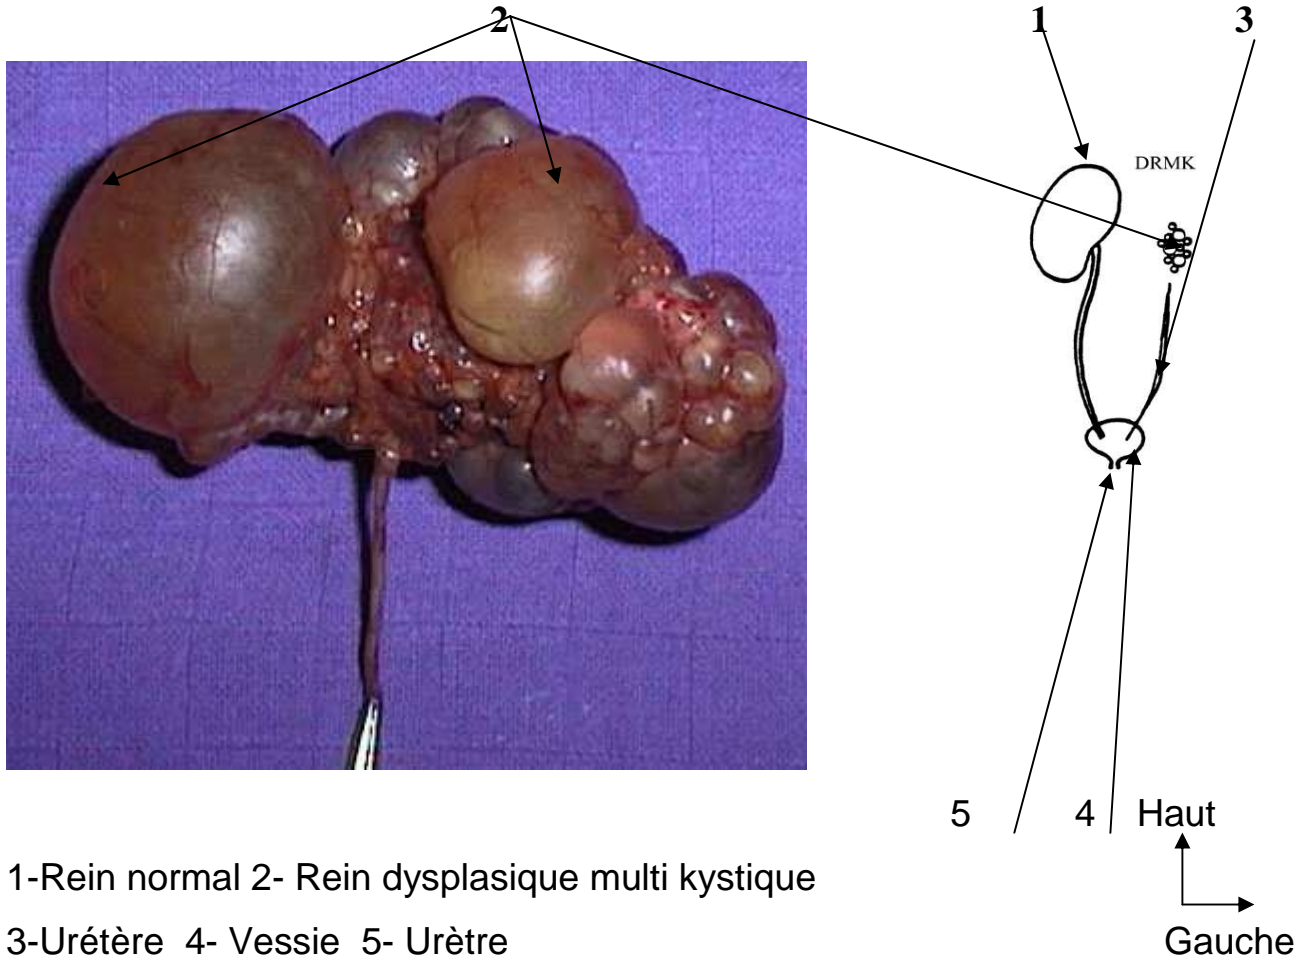 2 1 3
DRMK
5 4 Haut
1-Rein normal 2- Rein dysplasique multi kystique
3-Urétère 4- Vessie 5- Urètre
Gauche